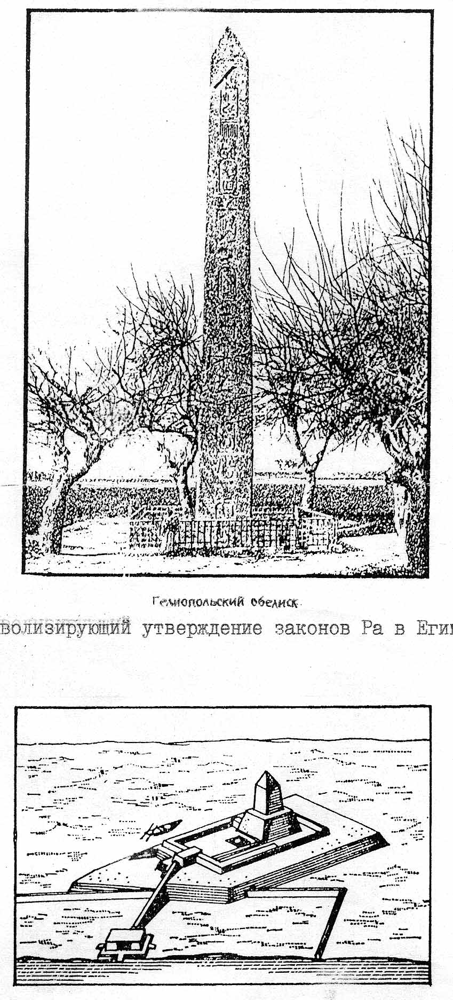 Гелиопольский обелиск.
волизирующий утверждение законов Ра в Еги